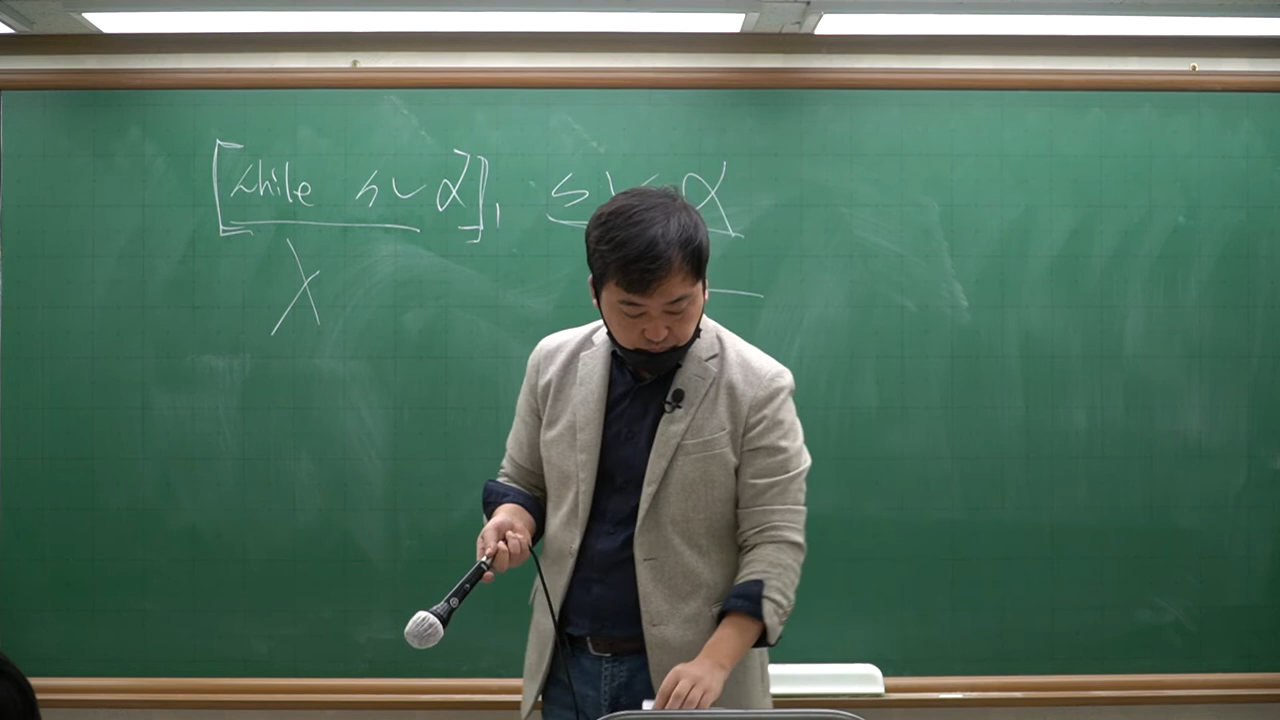 [while s v α], s v α
X